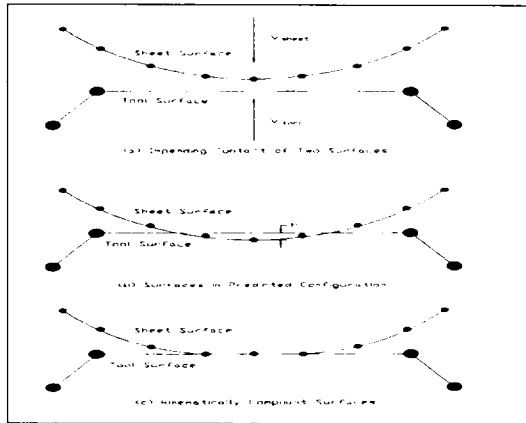 V sheet
Sheet Surface
Tool Surface
V tool
(a) Impending Contact of Two Surfaces
Sheet Surface
Tool Surface
(b) Surfaces in Predicted Configuration
Sheet Surface
Tool Surface
(c) Kinematically Compliant Surfaces